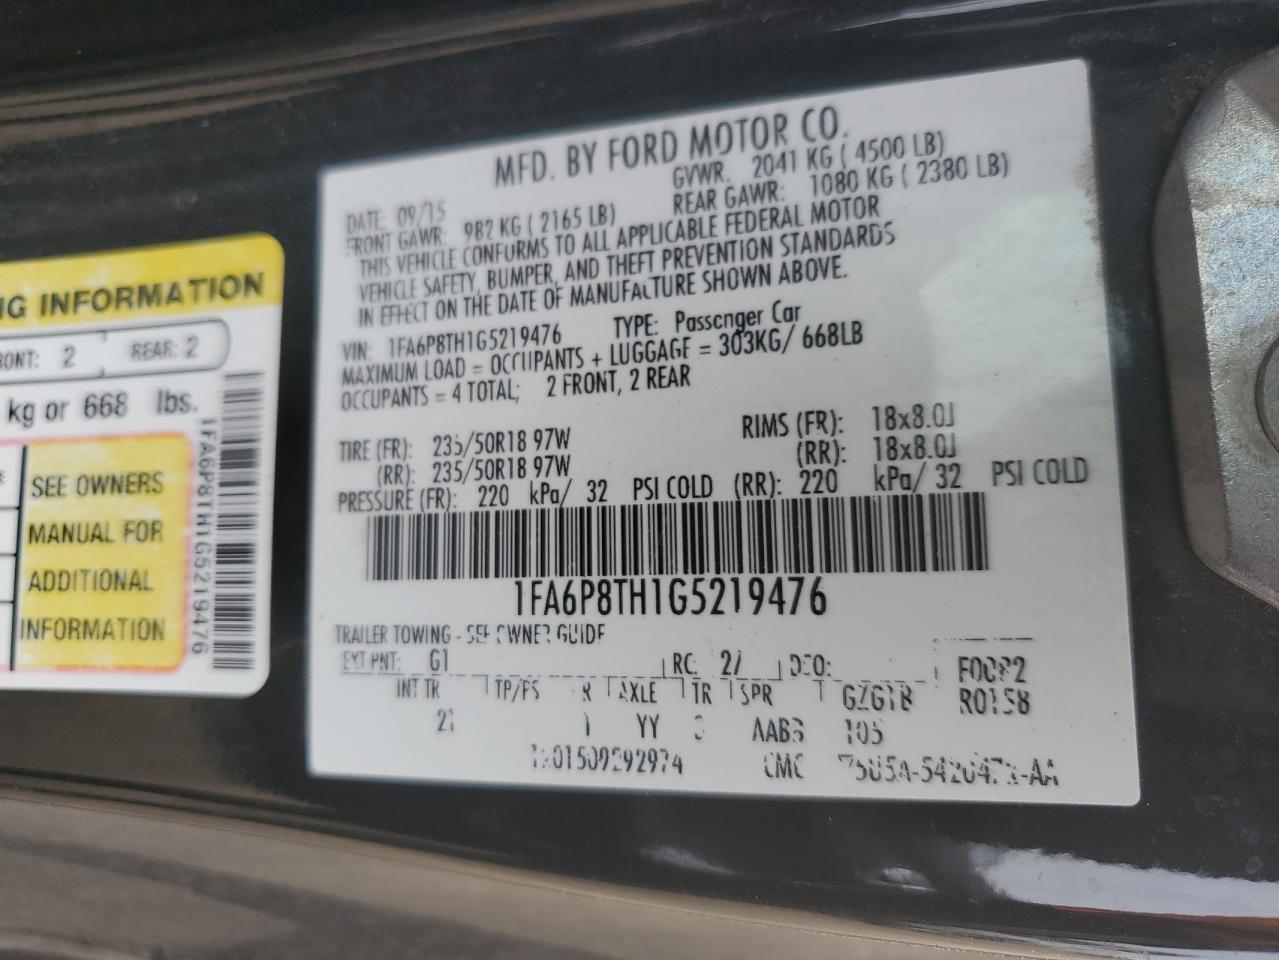 NG INFORMATION
FRONT: 2 REAR: 2
kg or 668 lbs.
SEE OWNERS
MANUAL FOR
ADDITIONAL
INFORMATION
1FA6P8TH1G5219476
MFD. BY FORD MOTOR CO.
DATE: 09/15 GVWR: 2041 KG ( 4500 LB)
FRONT GAWR: 982 KG ( 2165 LB) REAR GAWR: 1080 KG ( 2380 LB)
THIS VEHICLE CONFORMS TO ALL APPLICABLE FEDERAL MOTOR
VEHICLE SAFETY, BUMPER, AND THEFT PREVENTION STANDARDS
IN EFFECT ON THE DATE OF MANUFACTURE SHOWN ABOVE.
VIN: 1FA6P8TH1G5219476 TYPE: Passenger Car
MAXIMUM LOAD = OCCUPANTS + LUGGAGE = 303KG/ 668LB
OCCUPANTS = 4 TOTAL; 2 FRONT, 2 REAR
TIRE (FR): 235/50R18 97W RIMS (FR): 18x8.0J
(RR): 235/50R18 97W (RR): 18x8.0J
PRESSURE (FR): 220 kPa/ 32 PSI COLD (RR): 220 kPa/ 32 PSI COLD
1FA6P8TH1G5219476
TRAILER TOWING - SEE OWNER GUIDE
EXT PNT: G1 RC: DSO: R0158
INT TR TP/PS R AXLE TR SPR
YY 105
CMC